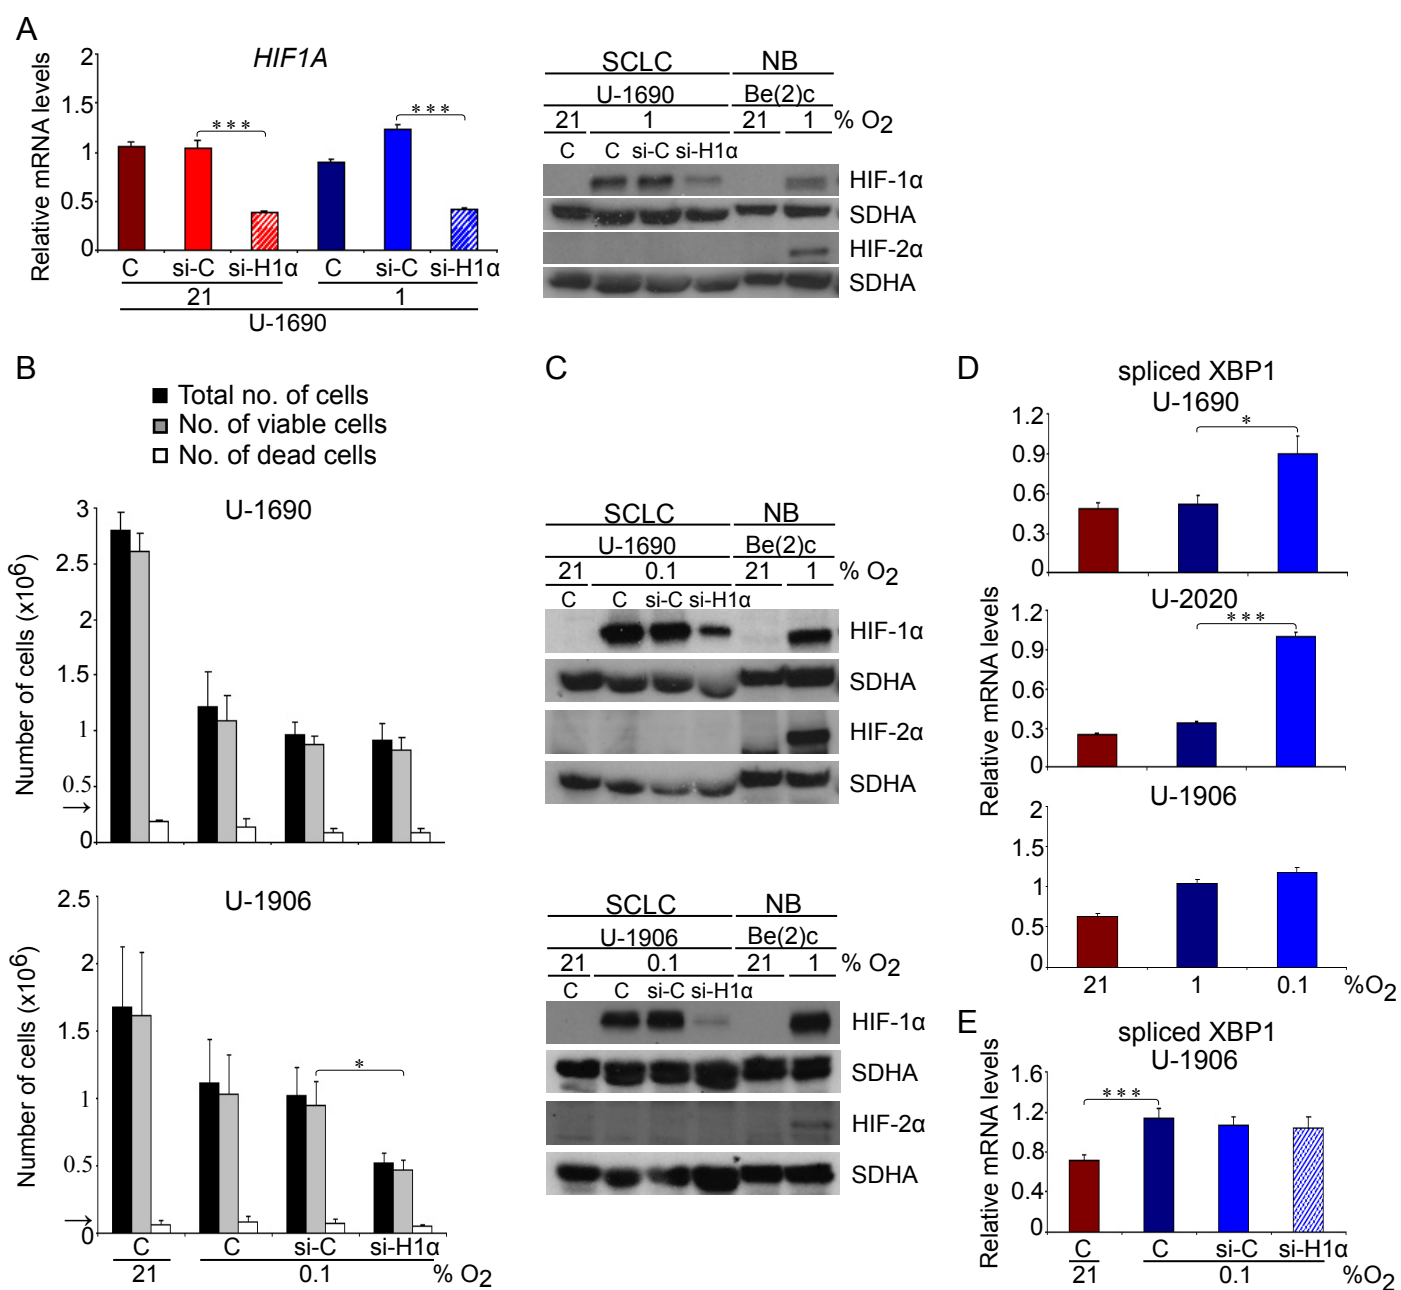 A
HIF1A
Relative mRNA levels
2
1.5
1
0.5
0
***
***
C si-C si-H1α C si-C si-H1α
21 1
U-1690
SCLC NB
U-1690 Be(2)c
21 1 21 1 % O2
C C si-C si-H1α
HIF-1α
SDHA
HIF-2α
SDHA
B
Total no. of cells
No. of viable cells
No. of dead cells
U-1690
Number of cells (x10^6)
3
2.5
2
1.5
1
0.5
→
0
U-1906
Number of cells (x10^6)
2.5
2
1.5
1
0.5
→
0
*
C C si-C si-H1α
21 0.1 % O2
C
SCLC NB
U-1690 Be(2)c
21 0.1 21 1 % O2
C C si-C si-H1α
HIF-1α
SDHA
HIF-2α
SDHA
SCLC NB
U-1906 Be(2)c
21 0.1 21 1 % O2
C C si-C si-H1α
HIF-1α
SDHA
HIF-2α
SDHA
D
spliced XBP1
U-1690
1.2
0.9
0.6
0.3
0
*
U-2020
1.2
0.9
0.6
0.3
0
***
Relative mRNA levels
U-1906
2
1.5
1
0.5
0
21 1 0.1 %O2
E
spliced XBP1
U-1906
Relative mRNA levels
1.6
1.2
0.8
0.4
0
***
C C si-C si-H1α
21 0.1 %O2